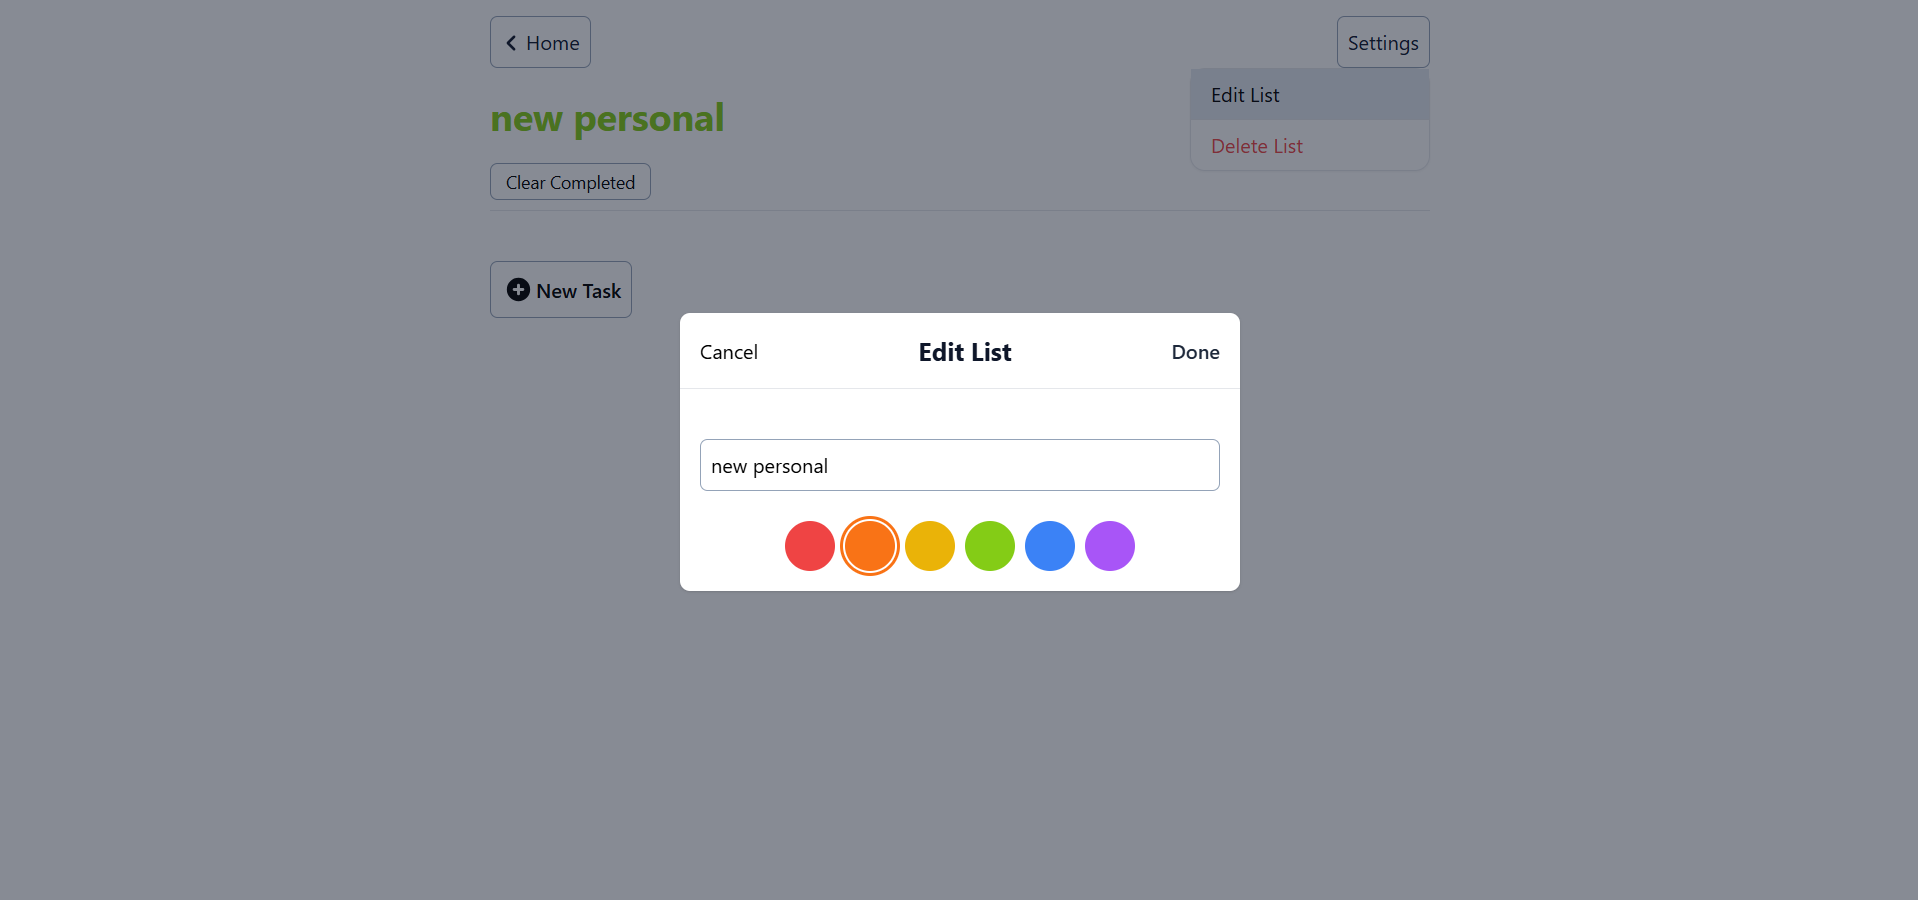 Home
Settings
Edit List
Delete List
new personal
Clear Completed
New Task
Cancel
Edit List
Done
new personal